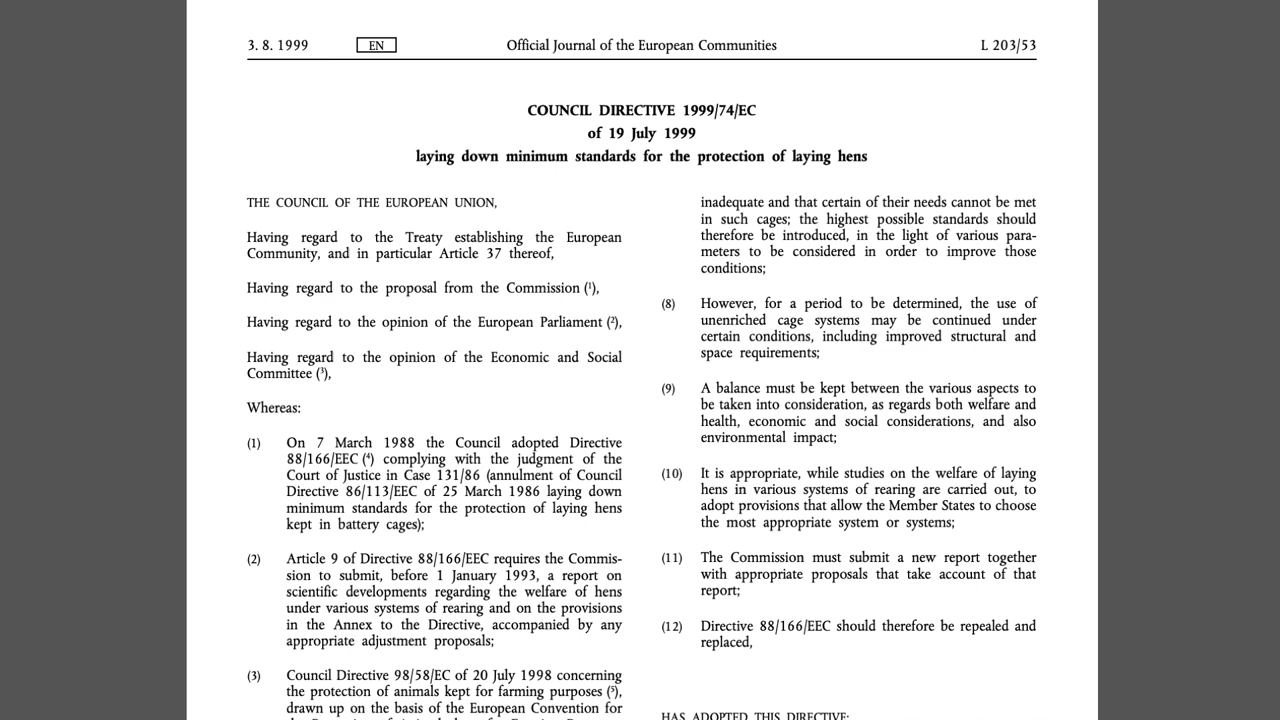 3. 8. 1999 EN Official Journal of the European Communities L 203/53
COUNCIL DIRECTIVE 1999/74/EC
of 19 July 1999
laying down minimum standards for the protection of laying hens
THE COUNCIL OF THE EUROPEAN UNION,
Having regard to the Treaty establishing the European
Community, and in particular Article 37 thereof,
Having regard to the proposal from the Commission (¹),
Having regard to the opinion of the European Parliament (²),
Having regard to the opinion of the Economic and Social
Committee (³),
Whereas:
(1) On 7 March 1988 the Council adopted Directive
88/166/EEC (⁴) complying with the judgment of the
Court of Justice in Case 131/86 (annulment of Council
Directive 86/113/EEC of 25 March 1986 laying down
minimum standards for the protection of laying hens
kept in battery cages);
(2) Article 9 of Directive 88/166/EEC requires the Commis-
sion to submit, before 1 January 1993, a report on
scientific developments regarding the welfare of hens
under various systems of rearing and on the provisions
in the Annex to the Directive, accompanied by any
appropriate adjustment proposals;
(3) Council Directive 98/58/EC of 20 July 1998 concerning
the protection of animals kept for farming purposes (⁵),
drawn up on the basis of the European Convention for
inadequate and that certain of their needs cannot be met
in such cages; the highest possible standards should
therefore be introduced, in the light of various para-
meters to be considered in order to improve those
conditions;
(8) However, for a period to be determined, the use of
unenriched cage systems may be continued under
certain conditions, including improved structural and
space requirements;
(9) A balance must be kept between the various aspects to
be taken into consideration, as regards both welfare and
health, economic and social considerations, and also
environmental impact;
(10) It is appropriate, while studies on the welfare of laying
hens in various systems of rearing are carried out, to
adopt provisions that allow the Member States to choose
the most appropriate system or systems;
(11) The Commission must submit a new report together
with appropriate proposals that take account of that
report;
(12) Directive 88/166/EEC should therefore be repealed and
replaced,
HAS ADOPTED THIS DIRECTIVE: